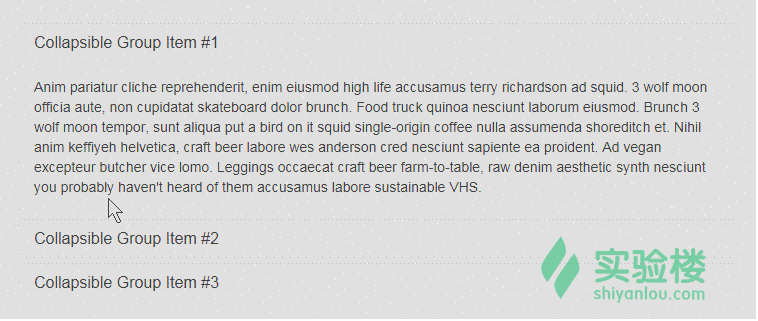 Collapsible Group Item #1
Anim pariatur cliche reprehenderit, enim eiusmod high life accusamus terry richardson ad squid. 3 wolf moon
officia aute, non cupidatat skateboard dolor brunch. Food truck quinoa nesciunt laborum eiusmod. Brunch 3
wolf moon tempor, sunt aliqua put a bird on it squid single-origin coffee nulla assumenda shoreditch et. Nihil
anim keffiyeh helvetica, craft beer labore wes anderson cred nesciunt sapiente ea proident. Ad vegan
excepteur butcher vice lomo. Leggings occaecat craft beer farm-to-table, raw denim aesthetic synth nesciunt
you probably haven't heard of them accusamus labore sustainable VHS.
Collapsible Group Item #2
Collapsible Group Item #3
实验楼
shiyanlou.com